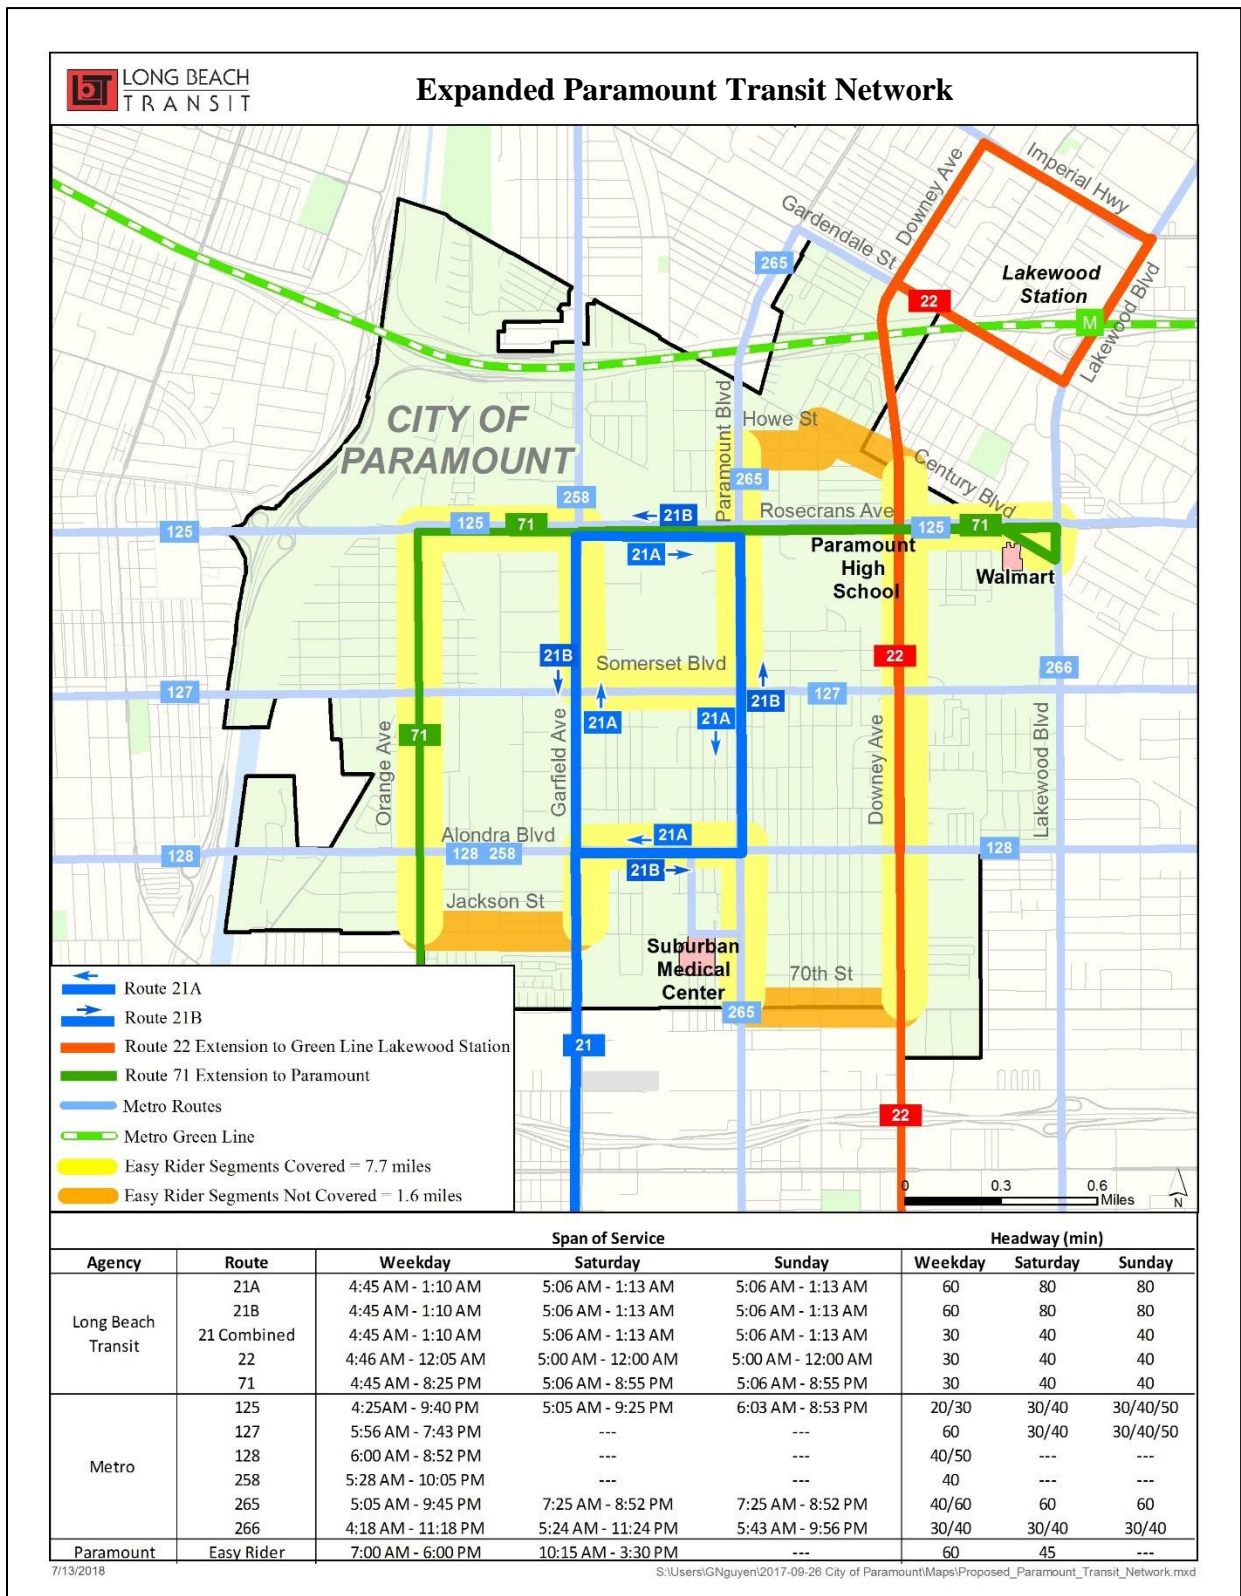 LONG BEACH
TRANSIT
Expanded Paramount Transit Network
Imperial Hwy
Downey Ave
Gardendale St
265
Lakewood
Station
22
M
Lakewood Blvd
CITY OF
PARAMOUNT
Paramount Blvd
Howe St
Century Blvd
258
265
Rosecrans Ave
125
125
71
21B
21A
125
71
Paramount
High
School
Walmart
21B
Somerset Blvd
22
266
127
21A
21A
21B
127
71
Orange Ave
Garfield Ave
Downey Ave
Lakewood Blvd
Alondra Blvd
21A
128
128 258
21B
128
Jackson St
Suburban
Medical
Center
70th St
265
21
22
Route 21A
Route 21B
Route 22 Extension to Green Line Lakewood Station
Route 71 Extension to Paramount
Metro Routes
Metro Green Line
Easy Rider Segments Covered = 7.7 miles
Easy Rider Segments Not Covered = 1.6 miles
0 0.3 0.6
Miles
N
Span of Service Headway (min)
Agency Route Weekday Saturday Sunday Weekday Saturday Sunday
Long Beach
Transit
21A 4:45 AM - 1:10 AM 5:06 AM - 1:13 AM 5:06 AM - 1:13 AM 60 80 80
21B 4:45 AM - 1:10 AM 5:06 AM - 1:13 AM 5:06 AM - 1:13 AM 60 80 80
21 Combined 4:45 AM - 1:10 AM 5:06 AM - 1:13 AM 5:06 AM - 1:13 AM 30 40 40
22 4:46 AM - 12:05 AM 5:00 AM - 12:00 AM 5:00 AM - 12:00 AM 30 40 40
71 4:45 AM - 8:25 PM 5:06 AM - 8:55 PM 5:06 AM - 8:55 PM 30 40 40
Metro
125 4:25AM - 9:40 PM 5:05 AM - 9:25 PM 6:03 AM - 8:53 PM 20/30 30/40 30/40/50
127 5:56 AM - 7:43 PM --- --- 60 30/40 30/40/50
128 6:00 AM - 8:52 PM --- --- 40/50 --- ---
258 5:28 AM - 10:05 PM --- --- 40 --- ---
265 5:05 AM - 9:45 PM 7:25 AM - 8:52 PM 7:25 AM - 8:52 PM 40/60 60 60
266 4:18 AM - 11:18 PM 5:24 AM - 11:24 PM 5:43 AM - 9:56 PM 30/40 30/40 30/40
Paramount Easy Rider 7:00 AM - 6:00 PM 10:15 AM - 3:30 PM --- 60 45 ---
7/13/2018 S:\Users\GNguyen\2017-09-26 City of Paramount\Maps\Proposed_Paramount_Transit_Network.mxd